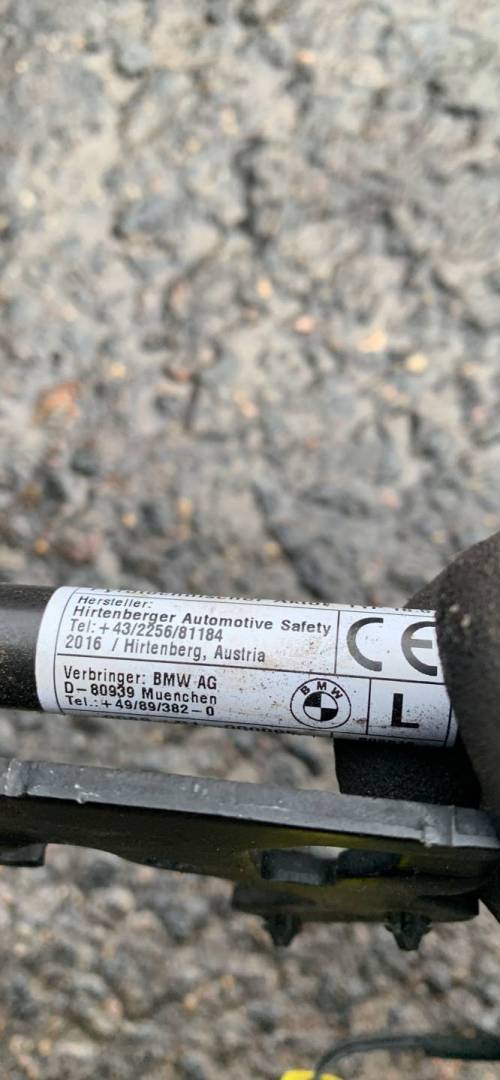 Hersteller:
Hirtenberger Automotive Safety
Tel:+43/2256/81184
2016 / Hirtenberg, Austria
CE
Verbringer: BMW AG
D-80939 Muenchen
Tel.:+49/89/382-0
BMW
L